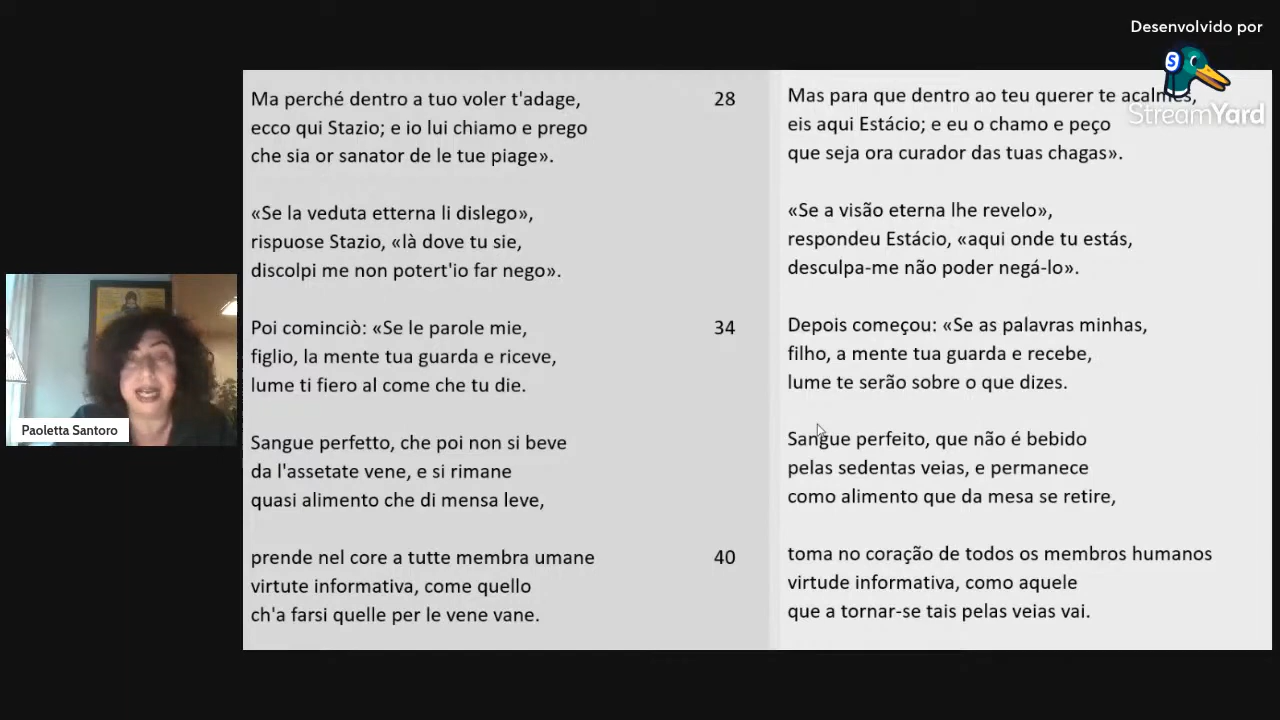 Desenvolvido por
StreamYard
Ma perché dentro a tuo voler t'adage,
28
ecco qui Stazio; e io lui chiamo e prego
che sia or sanator de le tue piage».
«Se la veduta etterna li dislego»,
rispuose Stazio, «là dove tu sie,
discolpi me non potert'io far nego».
Poi cominciò: «Se le parole mie,
34
figlio, la mente tua guarda e riceve,
lume ti fiero al come che tu die.
Sangue perfetto, che poi non si beve
da l'assetate vene, e si rimane
quasi alimento che di mensa leve,
prende nel core a tutte membra umane
40
virtute informativa, come quello
ch'a farsi quelle per le vene vane.
Mas para que dentro ao teu querer te acalmes,
eis aqui Estácio; e eu o chamo e peço
que seja ora curador das tuas chagas».
«Se a visão eterna lhe revelo»,
respondeu Estácio, «aqui onde tu estás,
desculpa-me não poder negá-lo».
Depois começou: «Se as palavras minhas,
filho, a mente tua guarda e recebe,
lume te serão sobre o que dizes.
Sangue perfeito, que não é bebido
pelas sedentas veias, e permanece
como alimento que da mesa se retire,
toma no coração de todos os membros humanos
virtude informativa, como aquele
que a tornar-se tais pelas veias vai.
Paoletta Santoro